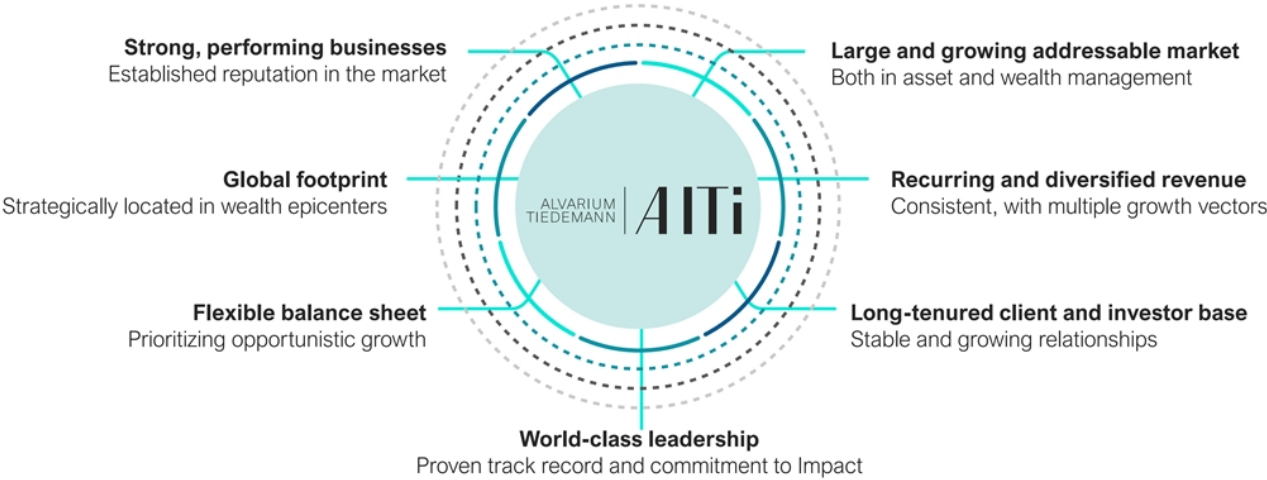 Strong, performing businesses
Established reputation in the market
Global footprint
Strategically located in wealth epicenters
Flexible balance sheet
Prioritizing opportunistic growth
ALVARIUM
TIEDEMANN
AlTi
Large and growing addressable market
Both in asset and wealth management
Recurring and diversified revenue
Consistent, with multiple growth vectors
Long-tenured client and investor base
Stable and growing relationships
World-class leadership
Proven track record and commitment to Impact